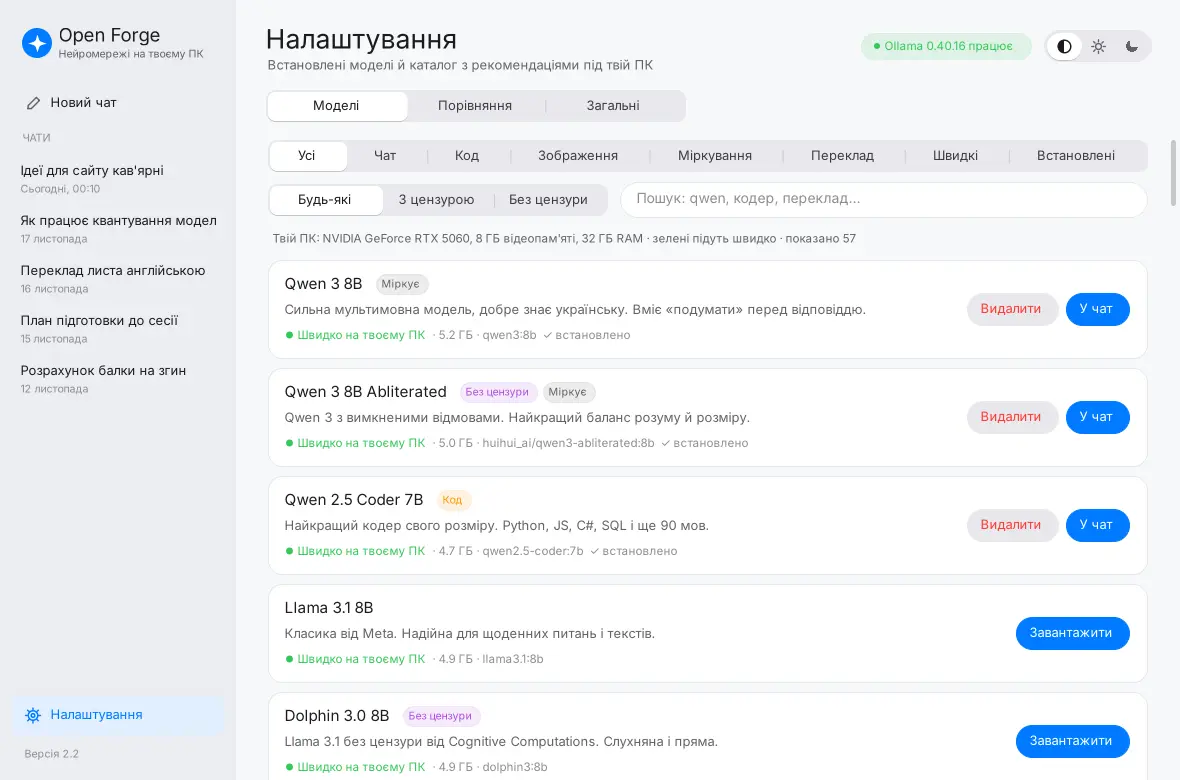 Open Forge
Нейромережі на твоєму ПК
Новий чат
ЧАТИ
Ідеї для сайту кав'ярні
Сьогодні, 00:10
Як працює квантування модел
17 листопада
Переклад листа англійською
16 листопада
План підготовки до сесії
15 листопада
Розрахунок балки на згин
12 листопада
Налаштування
Версія 2.2
Налаштування
Встановлені моделі й каталог з рекомендаціями під твій ПК
Ollama 0.40.16 працює
Моделі Порівняння Загальні
Усі Чат Код Зображення Міркування Переклад Швидкі Встановлені
Будь-які З цензурою Без цензури Пошук: qwen, кодер, переклад...
Твій ПК: NVIDIA GeForce RTX 5060, 8 ГБ відеопам'яті, 32 ГБ RAM · зелені підуть швидко · показано 57
Qwen 3 8B Міркує
Сильна мультимовна модель, добре знає українську. Вміє «подумати» перед відповіддю.
Швидко на твоєму ПК · 5.2 ГБ · qwen3:8b ✓ встановлено
Видалити У чат
Qwen 3 8B Abliterated Без цензури Міркує
Qwen 3 з вимкненими відмовами. Найкращий баланс розуму й розміру.
Швидко на твоєму ПК · 5.0 ГБ · huihui_ai/qwen3-abliterated:8b ✓ встановлено
Видалити У чат
Qwen 2.5 Coder 7B Код
Найкращий кодер свого розміру. Python, JS, C#, SQL і ще 90 мов.
Швидко на твоєму ПК · 4.7 ГБ · qwen2.5-coder:7b ✓ встановлено
Видалити У чат
Llama 3.1 8B
Класика від Meta. Надійна для щоденних питань і текстів.
Швидко на твоєму ПК · 4.9 ГБ · llama3.1:8b
Завантажити
Dolphin 3.0 8B Без цензури
Llama 3.1 без цензури від Cognitive Computations. Слухняна і пряма.
Швидко на твоєму ПК · 4.9 ГБ · dolphin3:8b
Завантажити